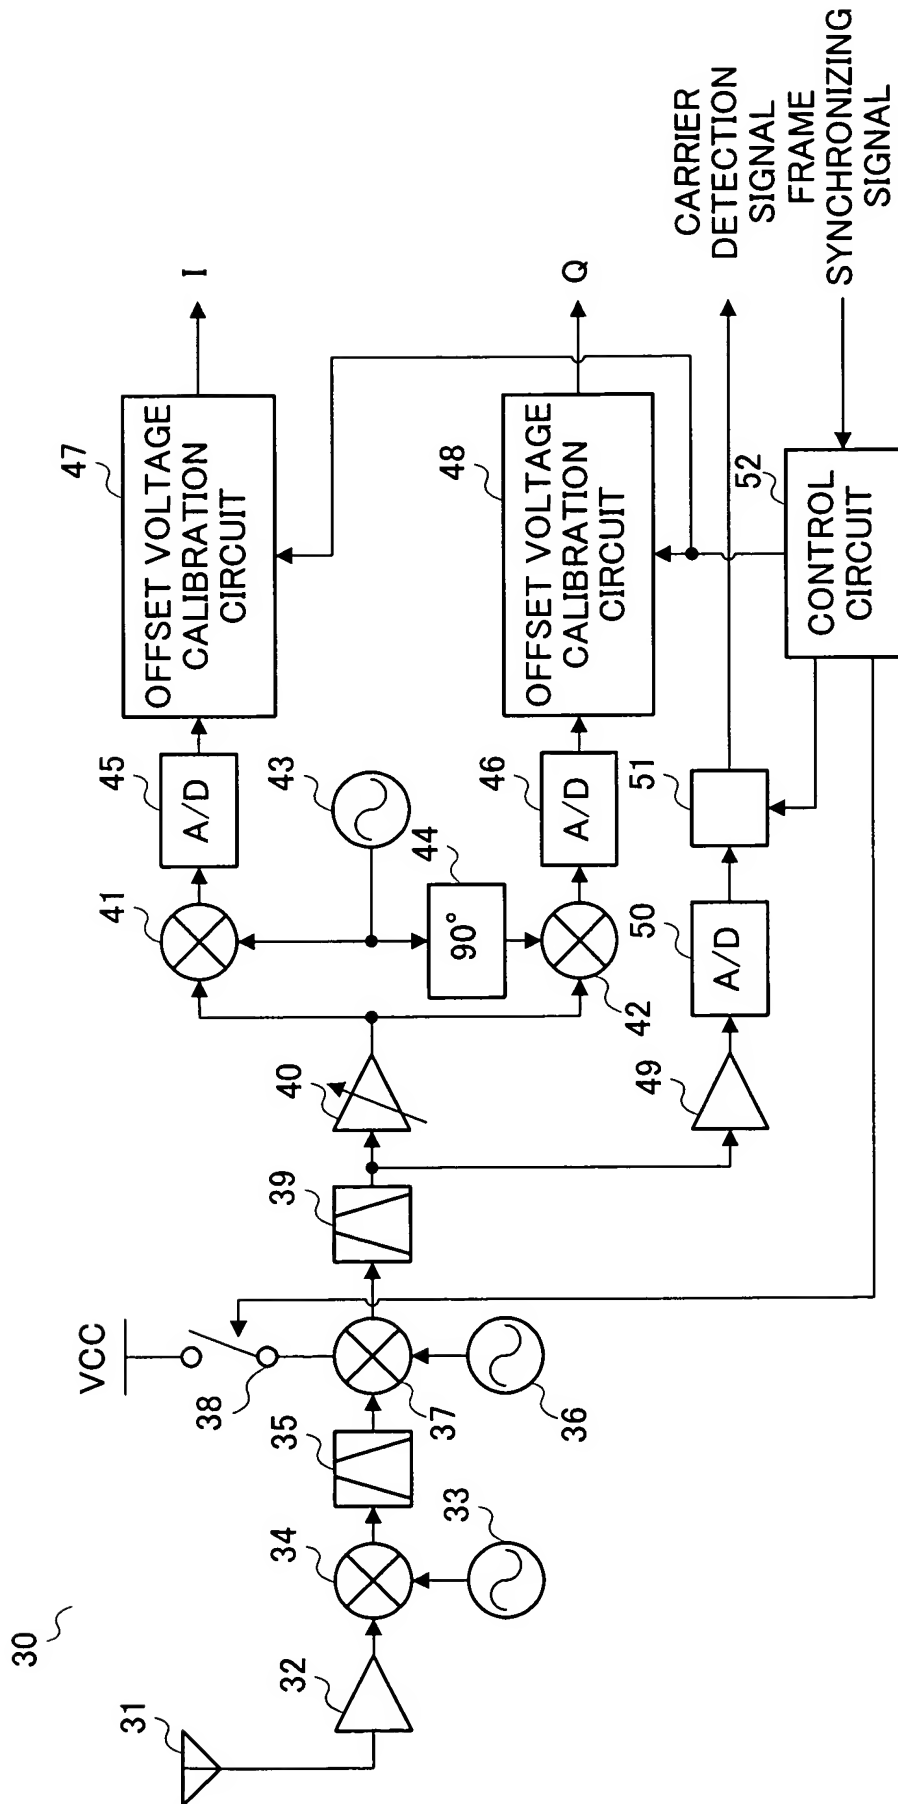 30
31
32
34
33
35
VCC
38
37
36
39
40
41
43
44
90°
42
45
A/D
46
A/D
47
OFFSET VOLTAGE
CALIBRATION
CIRCUIT
I
48
OFFSET VOLTAGE
CALIBRATION
CIRCUIT
Q
49
50
A/D
51
52
CONTROL
CIRCUIT
CARRIER
DETECTION
SIGNAL
FRAME
SYNCHRONIZING
SIGNAL